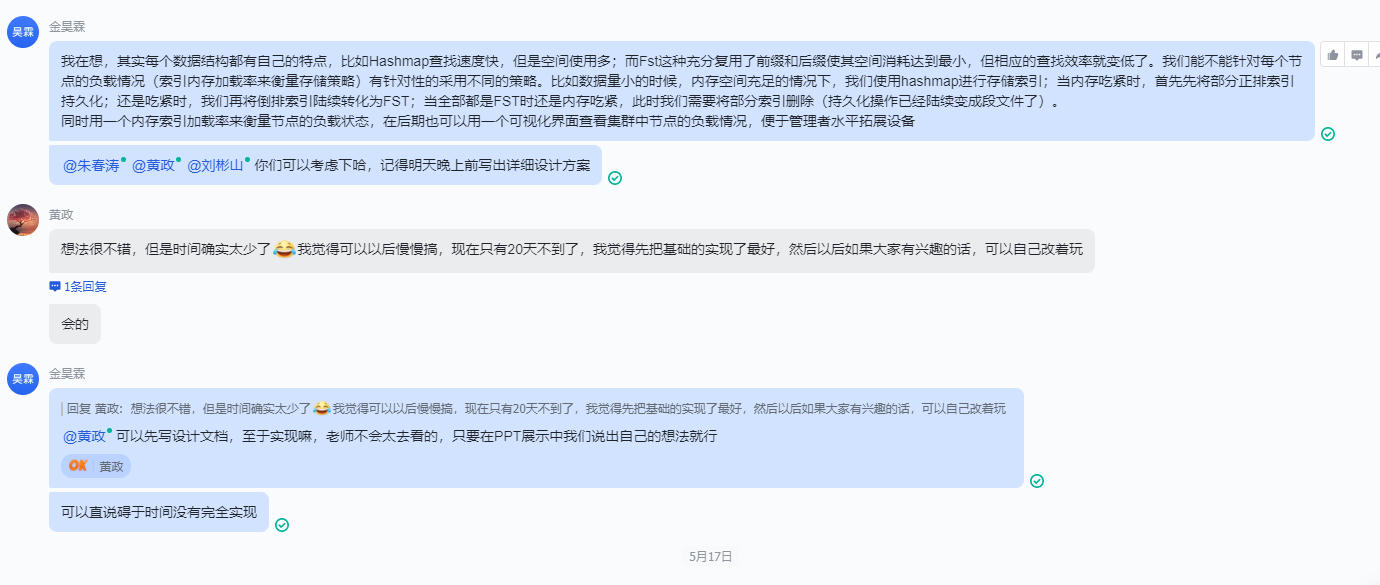 金昊霖
昊霖
我在想，其实每个数据结构都有自己的特点，比如Hashmap查找速度快，但是空间使用多；而Fst这种充分复用了前缀和后缀使其空间消耗达到最小，但相应的查找效率就变低了。我们能不能针对每个节
点的负载情况（索引内存加载率来衡量存储策略）有针对性的采用不同的策略。比如数据量小的时候，内存空间充足的情况下，我们使用hashmap进行存储索引；当内存吃紧时，首先先将部分正排索引
持久化；还是吃紧时，我们再将倒排索引陆续转化为FST；当全部都是FST时还是内存吃紧，此时我们需要将部分索引删除（持久化操作已经陆续变成段文件了）。
同时用一个内存索引加载率来衡量节点的负载状态，在后期也可以用一个可视化界面查看集群中节点的负载情况，便于管理者水平拓展设备
@朱春涛 @黄政 @刘彬山 你们可以考虑下哈，记得明天晚上前写出详细设计方案
黄政
想法很不错，但是时间确实太少了😂我觉得可以以后慢慢搞，现在只有20天不到了，我觉得先把基础的实现了最好，然后以后如果大家有兴趣的话，可以自己改着玩
1条回复
会的
金昊霖
昊霖
回复 黄政: 想法很不错，但是时间确实太少了😂我觉得可以以后慢慢搞，现在只有20天不到了，我觉得先把基础的实现了最好，然后以后如果大家有兴趣的话，可以自己改着玩
@黄政 可以先写设计文档，至于实现嘛，老师不会太去看的，只要在PPT展示中我们说出自己的想法就行
OK 黄政
可以直说碍于时间没有完全实现
5月17日